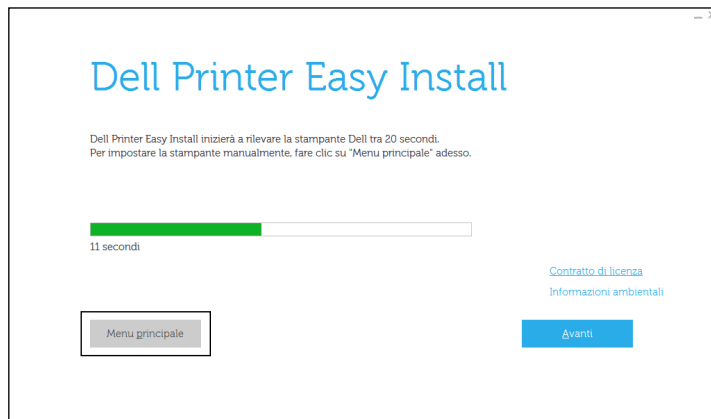 Dell Printer Easy Install
Dell Printer Easy Install inizierà a rilevare la stampante Dell tra 20 secondi.
Per impostare la stampante manualmente, fare clic su "Menu principale" adesso.
11 secondi
Contratto di licenza
Informazioni ambientali
Menu principale
Avanti